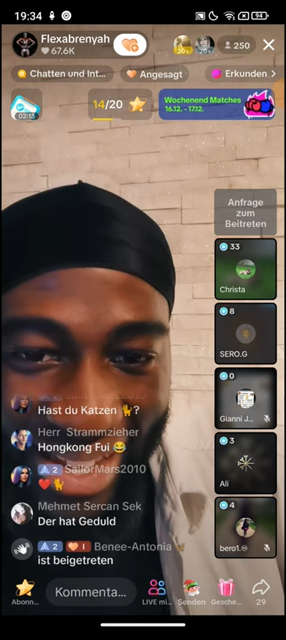 19:34
94
Flexabrenyah
67.6K
250
Chatten und Int...
Angesagt
Erkunden >
02:13
14/20
Wochenend Matches
16.12. - 17.12.
Anfrage
zum
Beitreten
33
Christa
8
SERO.G
0
Gianni J...
3
Ali
4
berot.
Hast du Katzen 🐈?
Herr Strammzieher
Hongkong Fui 😂
A 2 SailorMars2010
❤️🐈
Mehmet Sercan Sek
Der hat Geduld
A 2 1 Benee-Antonia
ist beigetreten
Abonn...
Kommenta...
LIVE mi...
Senden
Gesche...
29